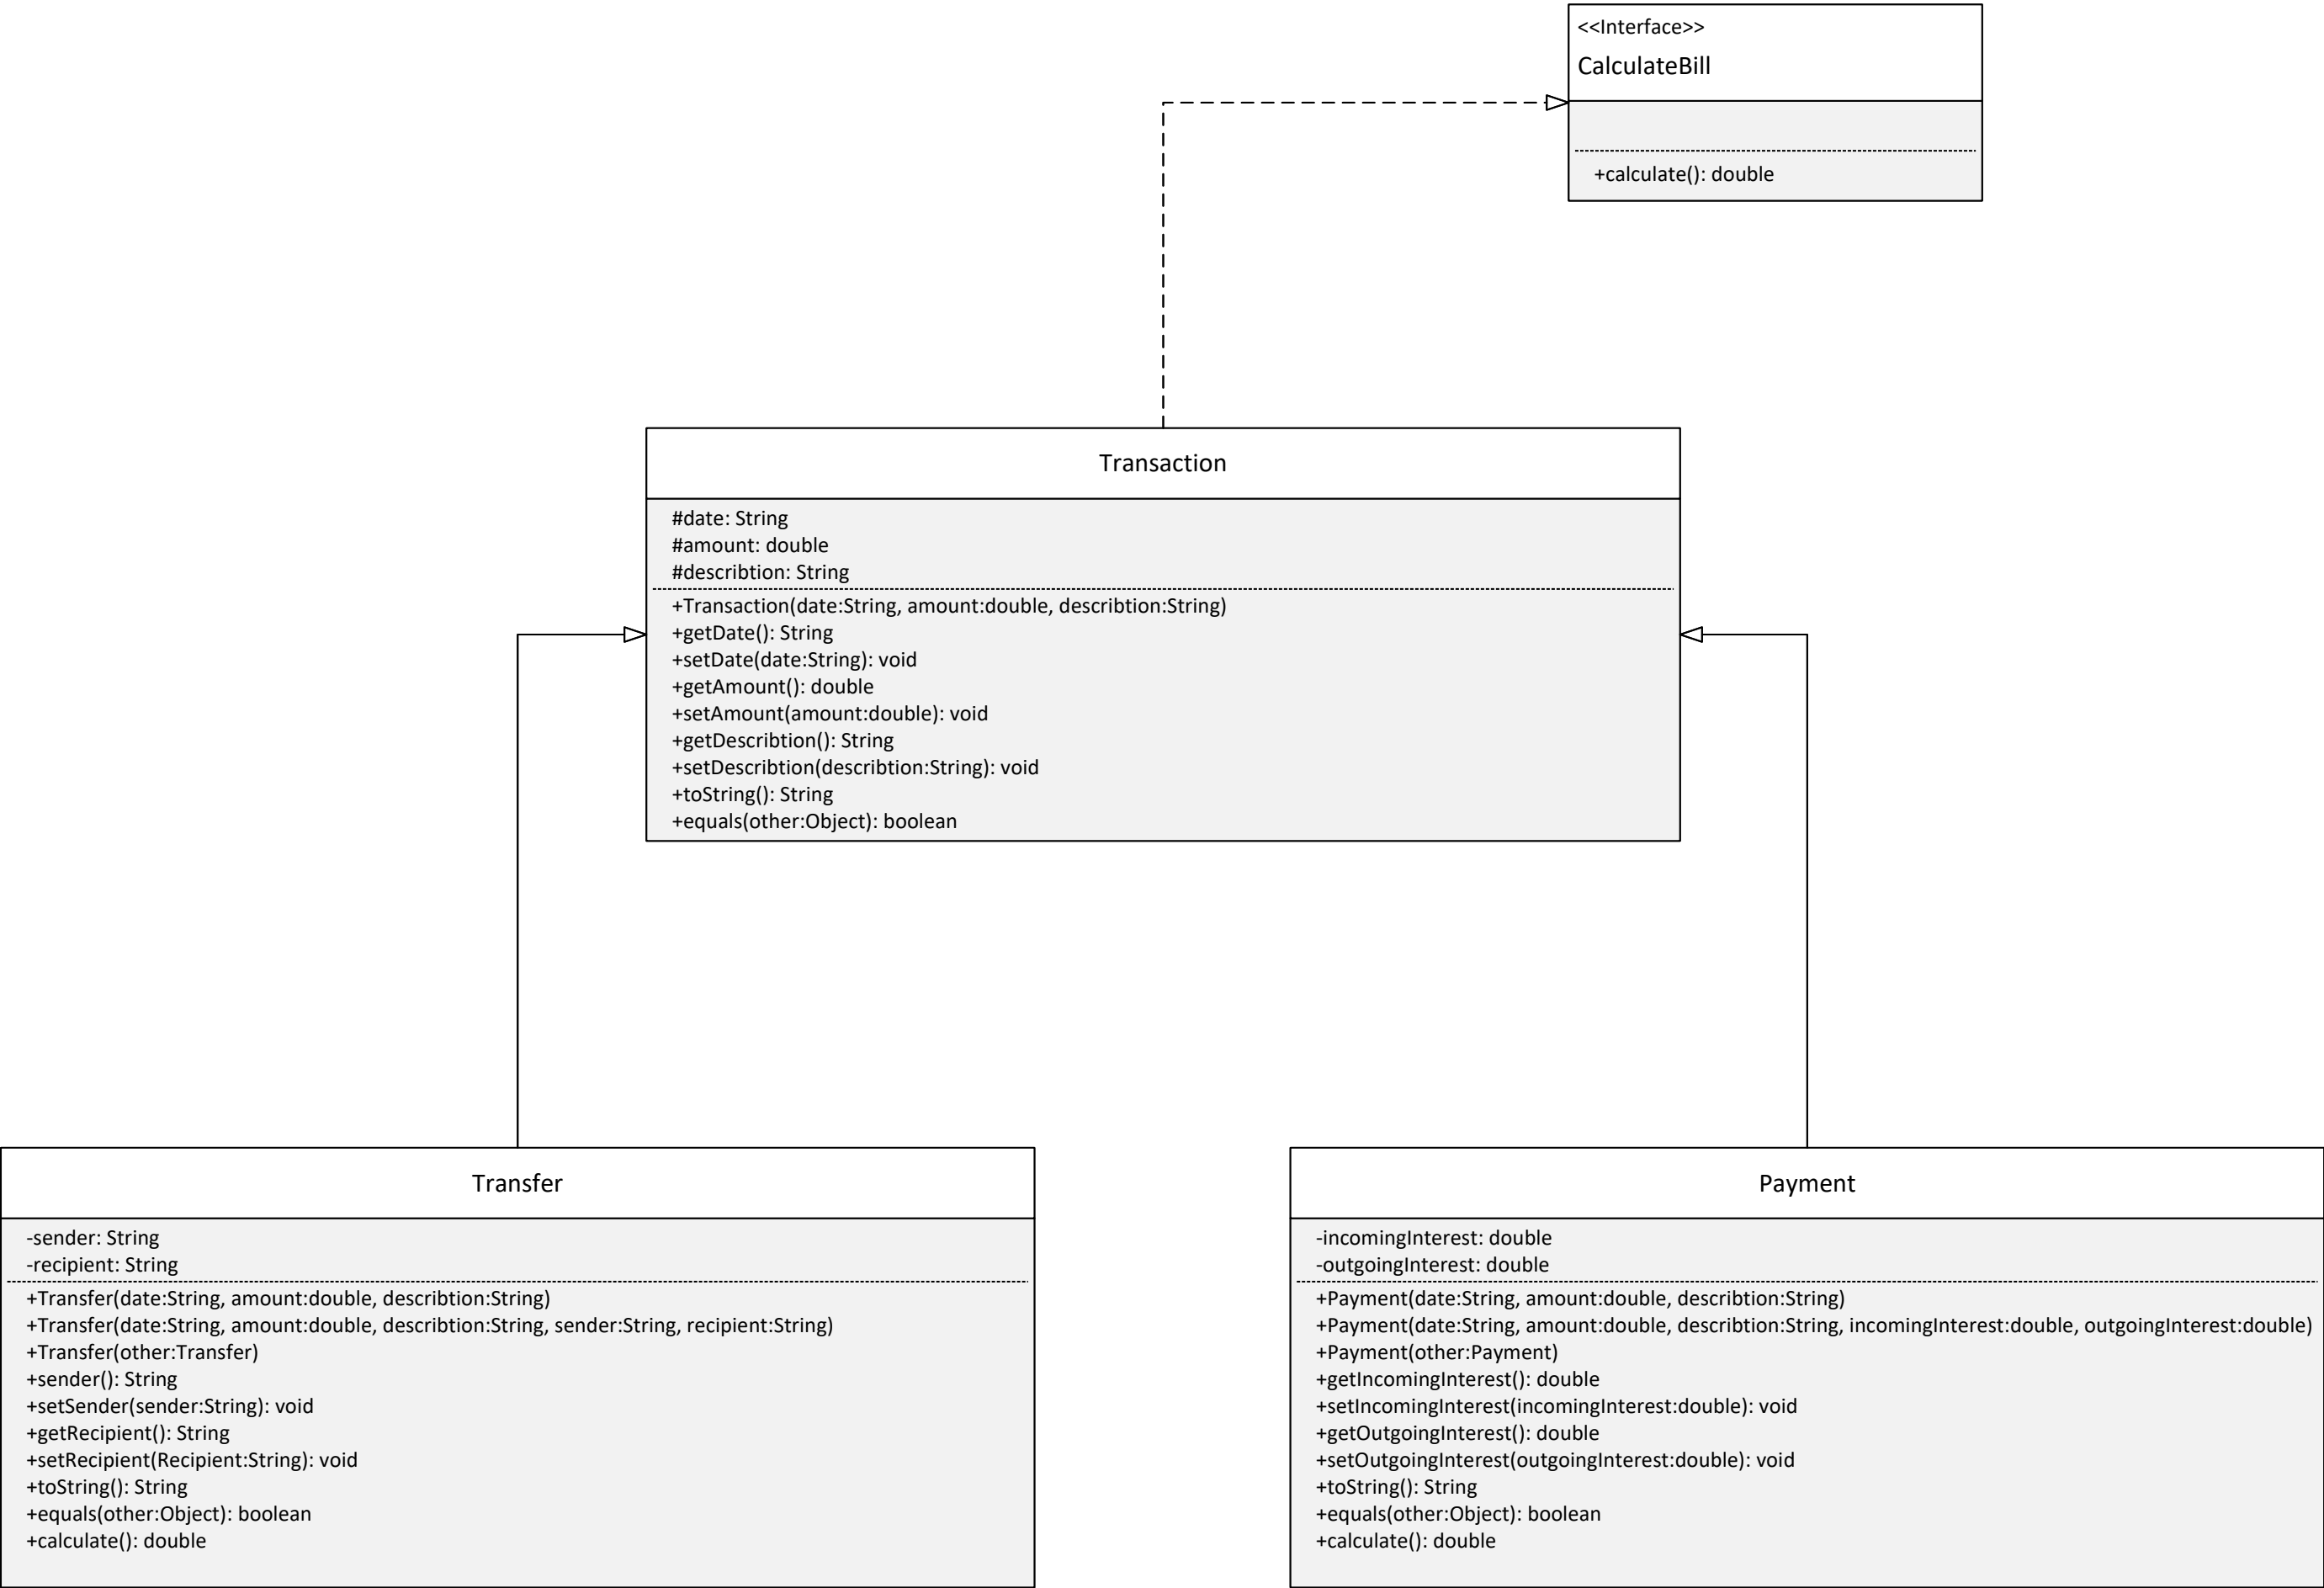 <<Interface>>
CalculateBill
+calculate(): double
Transaction
#date: String
#amount: double
#describtion: String
+Transaction(date:String, amount:double, describtion:String)
+getDate(): String
+setDate(date:String): void
+getAmount(): double
+setAmount(amount:double): void
+getDescribtion(): String
+setDescribtion(describtion:String): void
+toString(): String
+equals(other:Object): boolean
Transfer
-sender: String
-recipient: String
+Transfer(date:String, amount:double, describtion:String)
+Transfer(date:String, amount:double, describtion:String, sender:String, recipient:String)
+Transfer(other:Transfer)
+sender(): String
+setSender(sender:String): void
+getRecipient(): String
+setRecipient(Recipient:String): void
+toString(): String
+equals(other:Object): boolean
+calculate(): double
Payment
-incomingInterest: double
-outgoingInterest: double
+Payment(date:String, amount:double, describtion:String)
+Payment(date:String, amount:double, describtion:String, incomingInterest:double, outgoingInterest:double)
+Payment(other:Payment)
+getIncomingInterest(): double
+setIncomingInterest(incomingInterest:double): void
+getOutgoingInterest(): double
+setOutgoingInterest(outgoingInterest:double): void
+toString(): String
+equals(other:Object): boolean
+calculate(): double